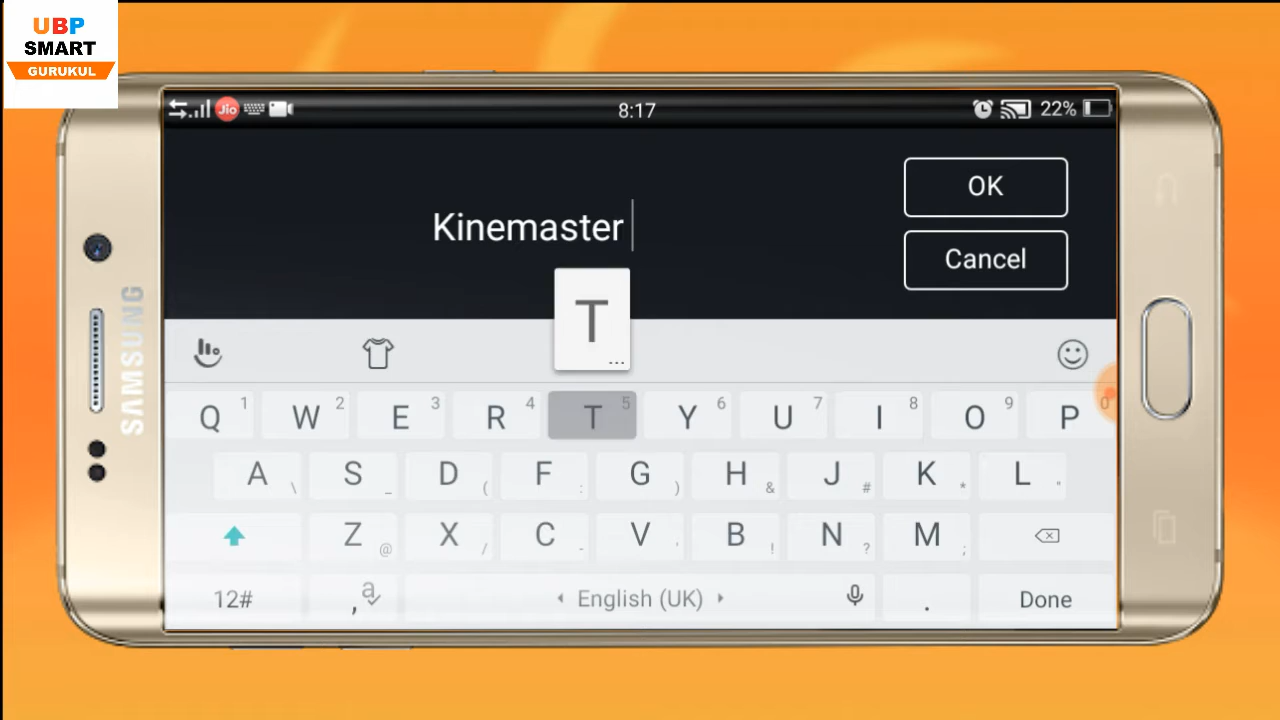 UBP
SMART
GURUKUL
Jio 8:17 22%
OK
Kinemaster
Cancel
T
...
Q 1 W 2 E 3 R 4 T 5 Y 6 U 7 I 8 O 9 P 0
A \ S _ D ( F : G ) H & J # K * L "
Z @ X / C - V ' B ! N ? M ;
12# , a English (UK) . Done
SAMSUNG